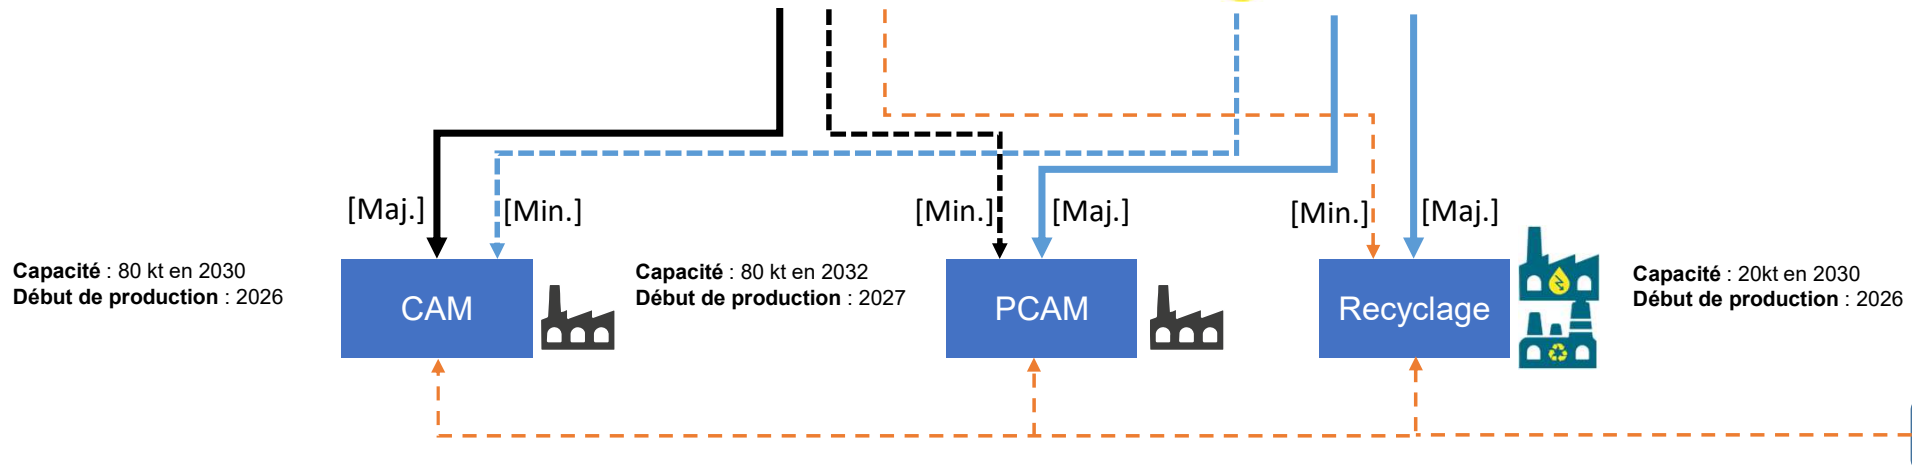 [Maj.]
[Min.]
[Min.]
[Maj.]
[Min.]
[Maj.]
Capacité : 80 kt en 2030
Début de production : 2026
CAM
Capacité : 80 kt en 2032
Début de production : 2027
PCAM
Recyclage
Capacité : 20kt en 2030
Début de production : 2026